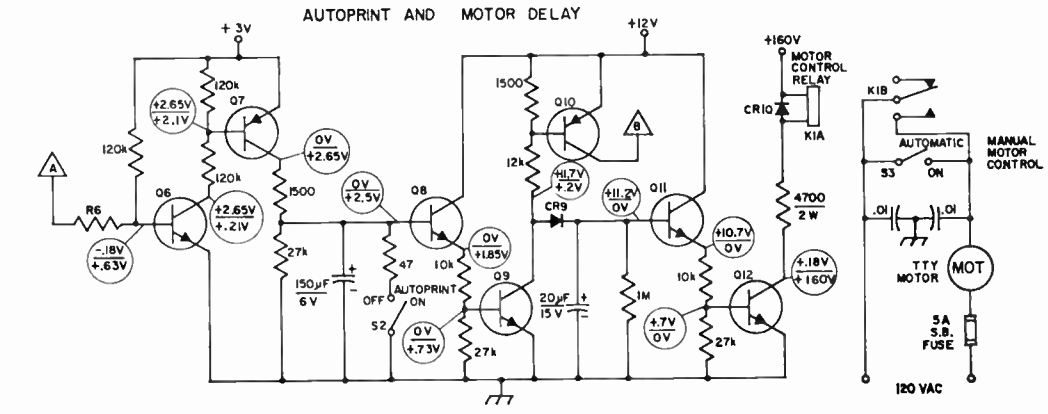 AUTOPRINT AND MOTOR DELAY
+3V
120k
Q7
+2.65V
+2.1V
120k
120k
A
R6
Q6
-.18V
+.63V
+2.65V
+.21V
0V
+2.65V
1500
27k
150µF
6V
0V
+2.5V
47
OFF
AUTOPRINT
ON
S2
Q8
0V
+1.85V
10k
0V
+.73V
27k
Q9
+12V
1500
Q10
12k
B
+11.7V
+.2V
CR9
20µF
15V
+11.2V
0V
1M
Q11
+10.7V
0V
10k
+.7V
0V
27k
Q12
+.18V
+160V
+160V
MOTOR
CONTROL
RELAY
CR10
K1A
4700
2W
K1B
AUTOMATIC
S3
ON
MANUAL
MOTOR
CONTROL
.01
.01
TTY
MOTOR
MOT
5A
S.B.
FUSE
120 VAC